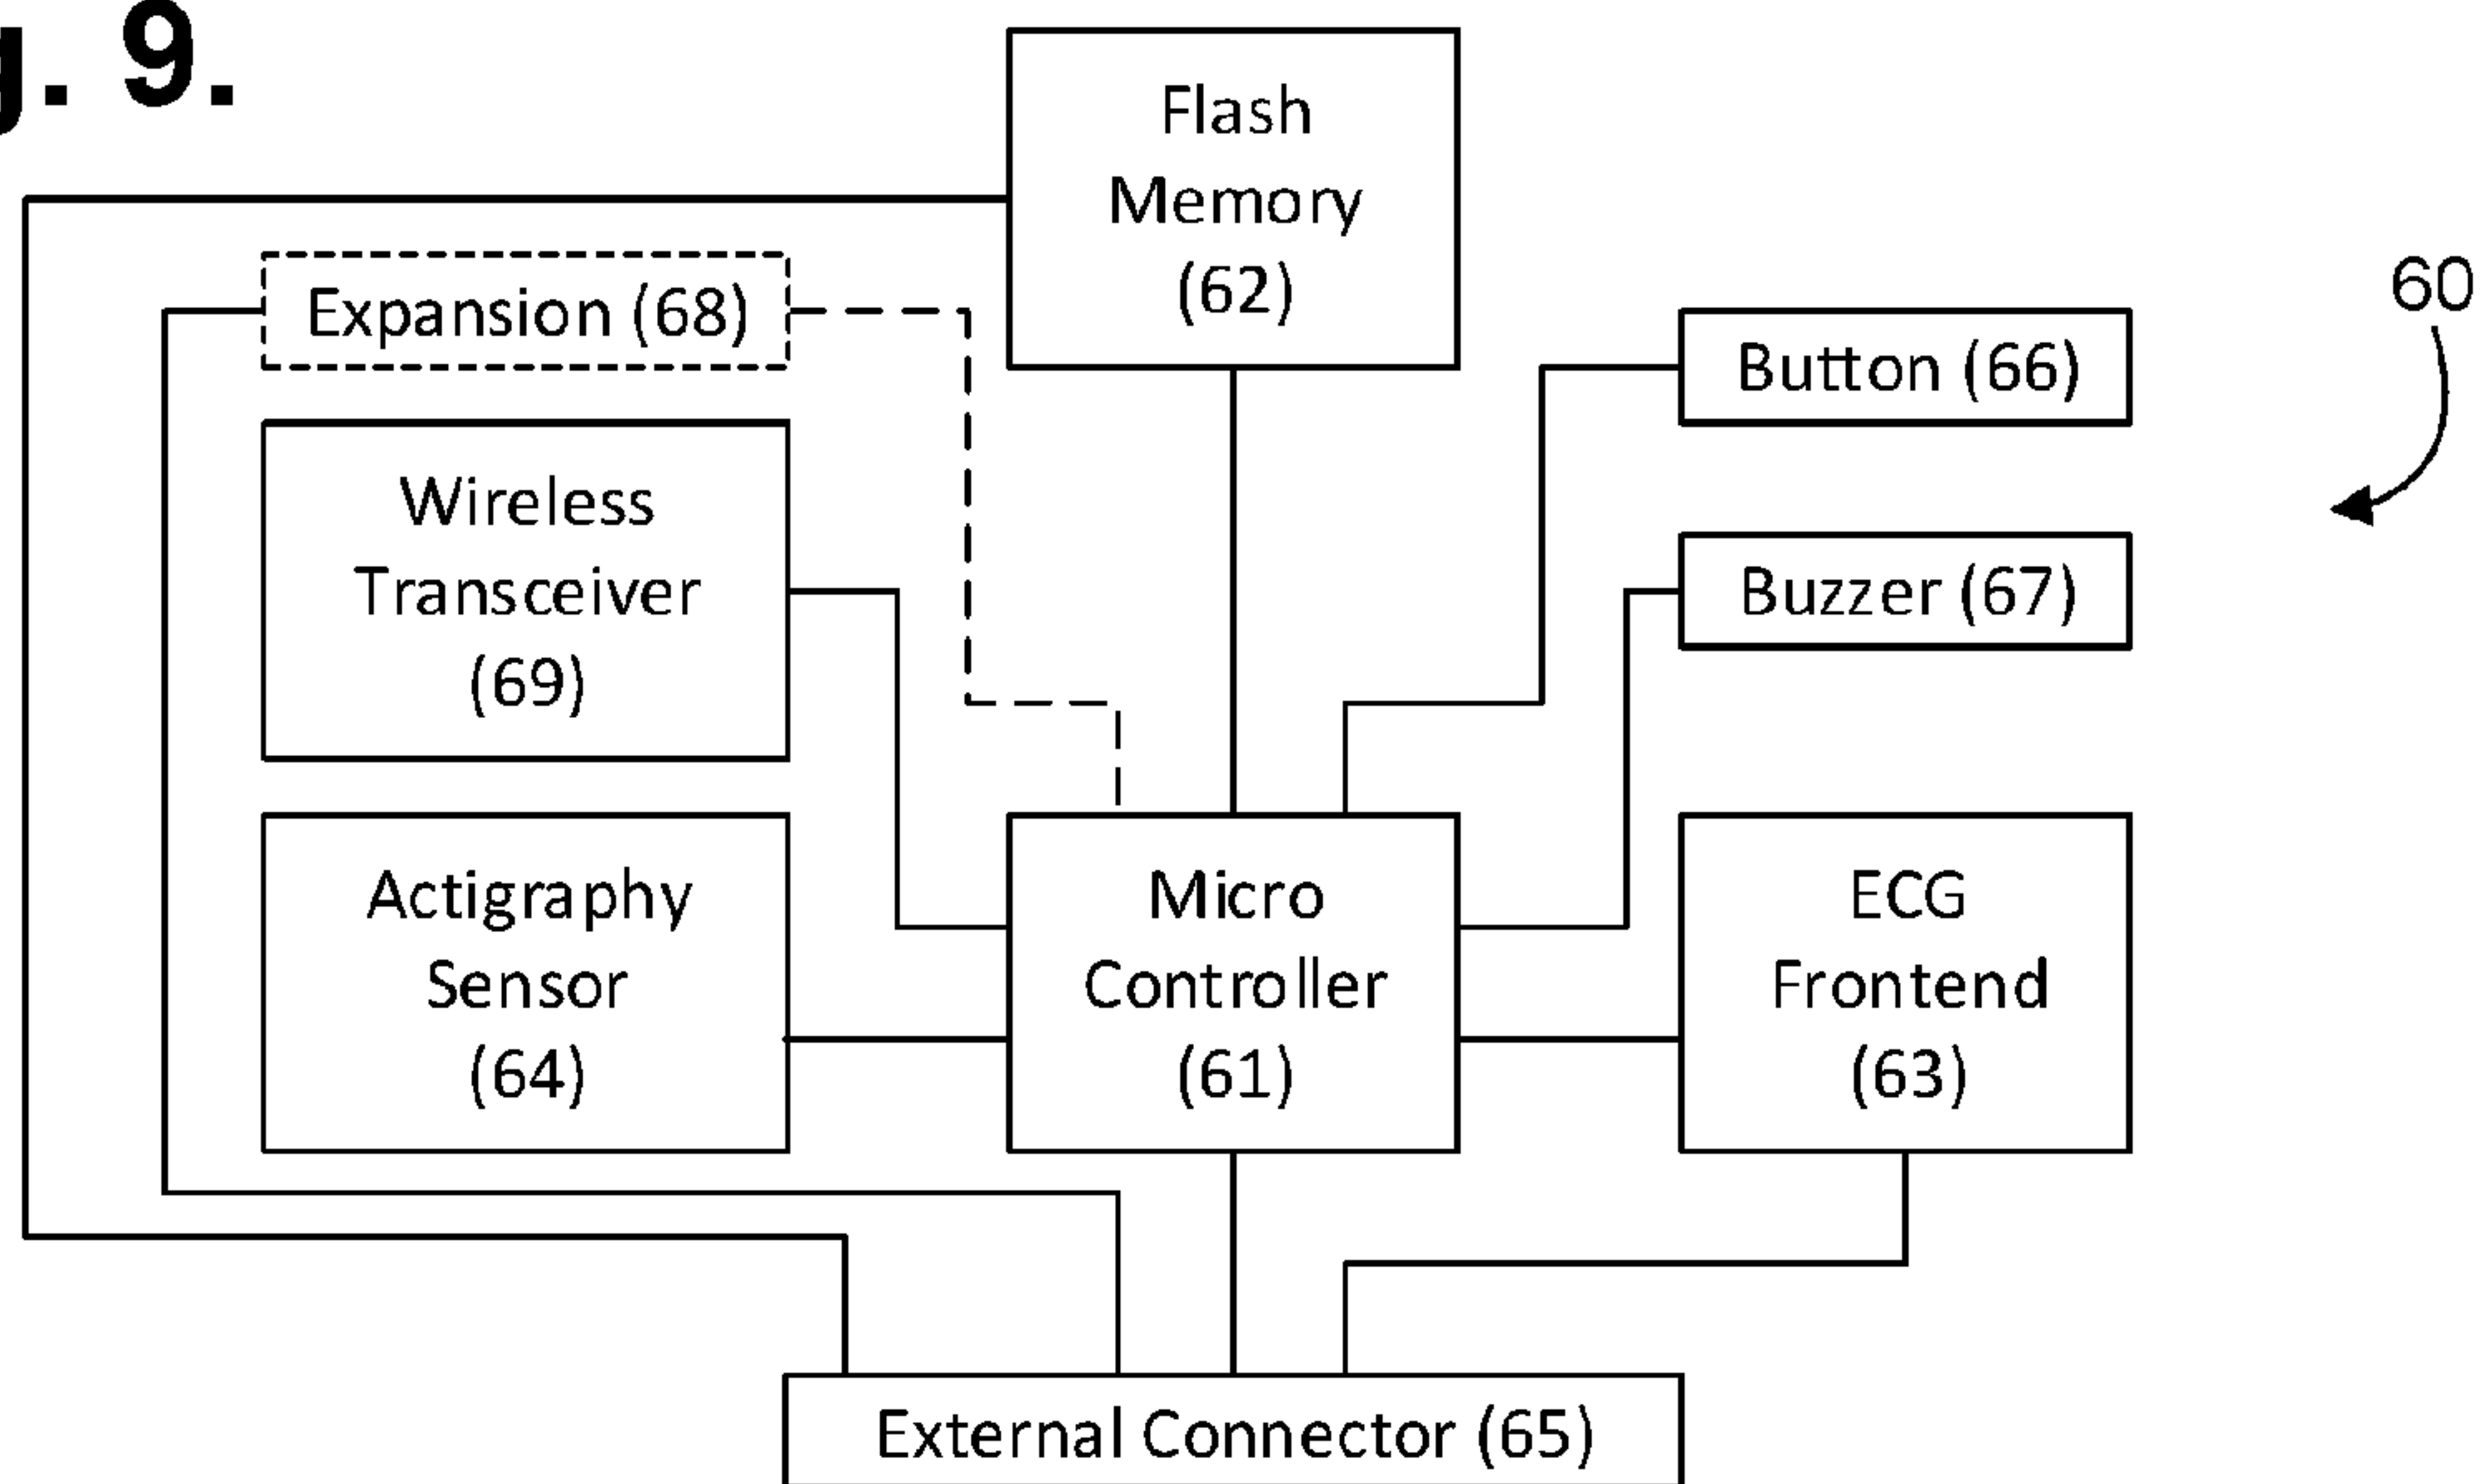 g. 9.
Flash
Memory
(62)
Expansion (68)
60
Button (66)
Wireless
Transceiver
(69)
Buzzer (67)
Actigraphy
Sensor
(64)
Micro
Controller
(61)
ECG
Frontend
(63)
External Connector (65)